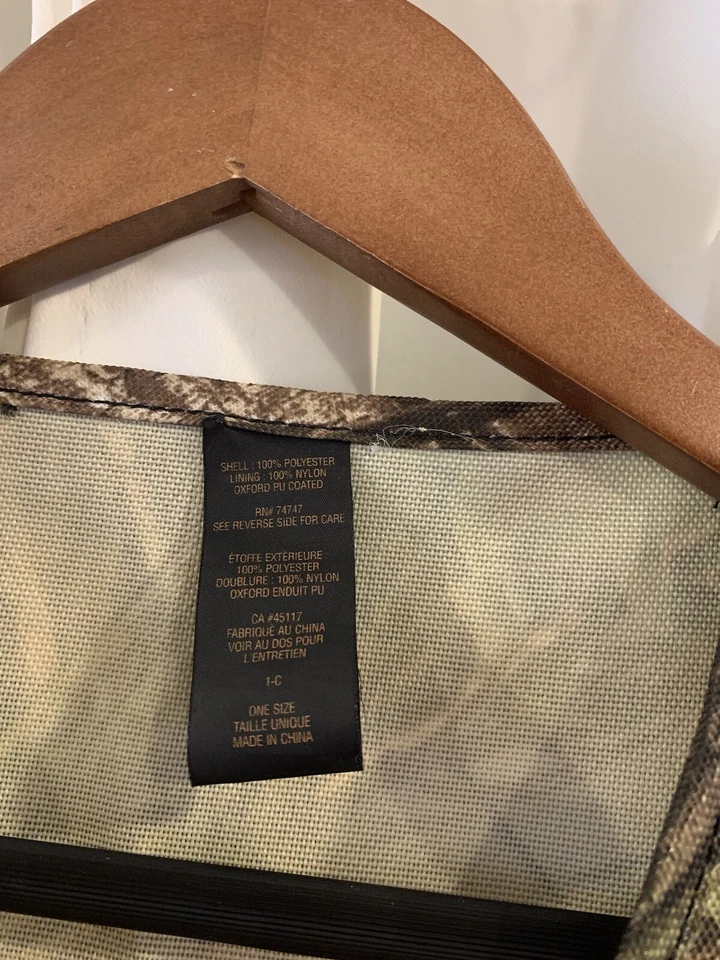 SHELL : 100% POLYESTER
LINING : 100% NYLON
OXFORD PU COATED
RN# 74747
SEE REVERSE SIDE FOR CARE
ÉTOFFE EXTÉRIEURE :
100% POLYESTER
DOUBLURE : 100% NYLON
OXFORD ENDUIT PU
CA #45117
FABRIQUÉ AU CHINA
VOIR AU DOS POUR
L'ENTRETIEN
1-C
ONE SIZE
TAILLE UNIQUE
MADE IN CHINA